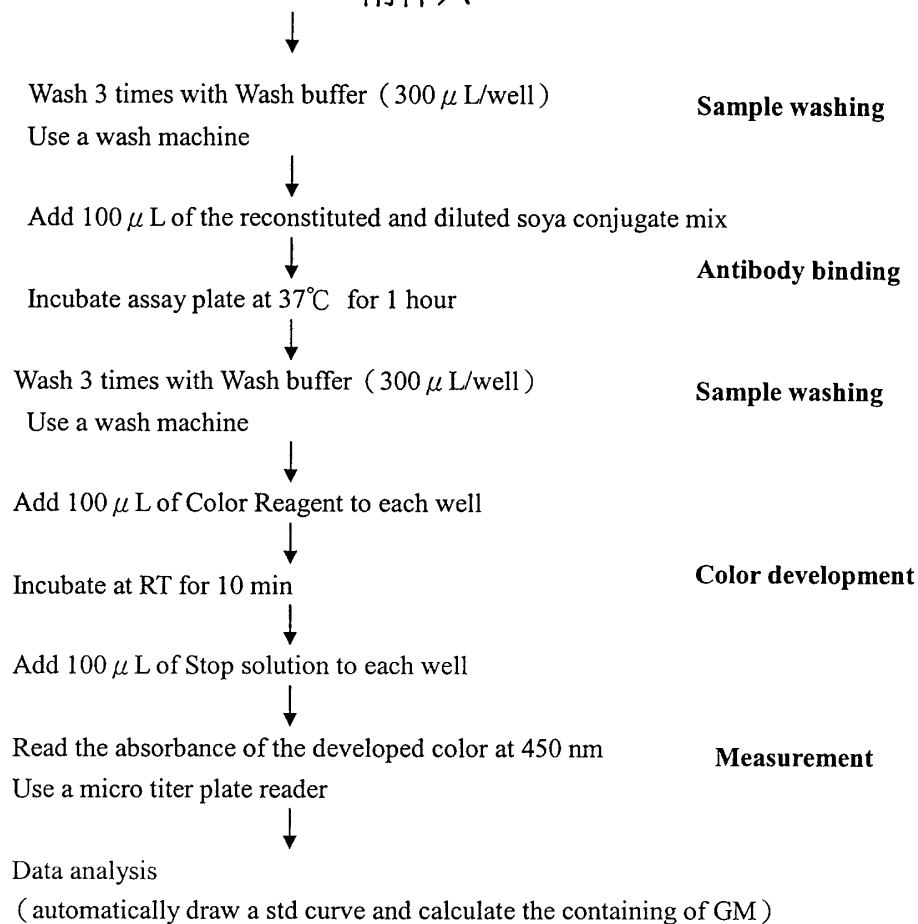 Wash 3 times with Wash buffer（300 μ L/well）
Sample washing
Use a wash machine
Add 100 μ L of the reconstituted and diluted soya conjugate mix
Antibody binding
Incubate assay plate at 37℃ for 1 hour
Wash 3 times with Wash buffer（300 μ L/well）
Sample washing
Use a wash machine
Add 100 μ L of Color Reagent to each well
Incubate at RT for 10 min
Color development
Add 100 μ L of Stop solution to each well
Read the absorbance of the developed color at 450 nm
Measurement
Use a micro titer plate reader
Data analysis
（automatically draw a std curve and calculate the containing of GM）